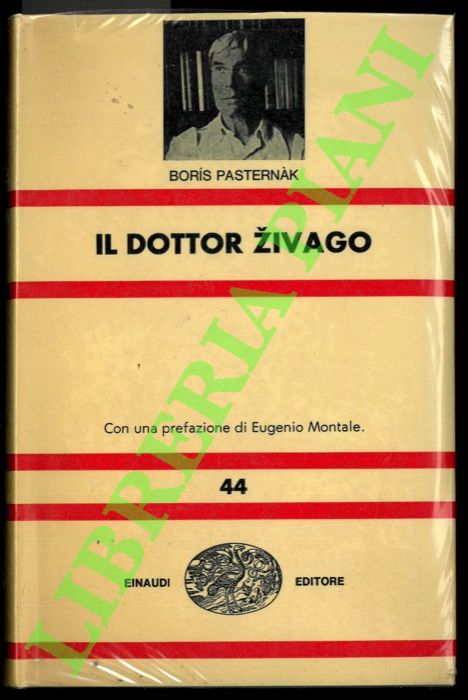 BORÍS PASTERNÀK
IL DOTTOR ŽIVAGO
Con una prefazione di Eugenio Montale.
44
EINAUDI EDITORE
LIBRERIA PIANI